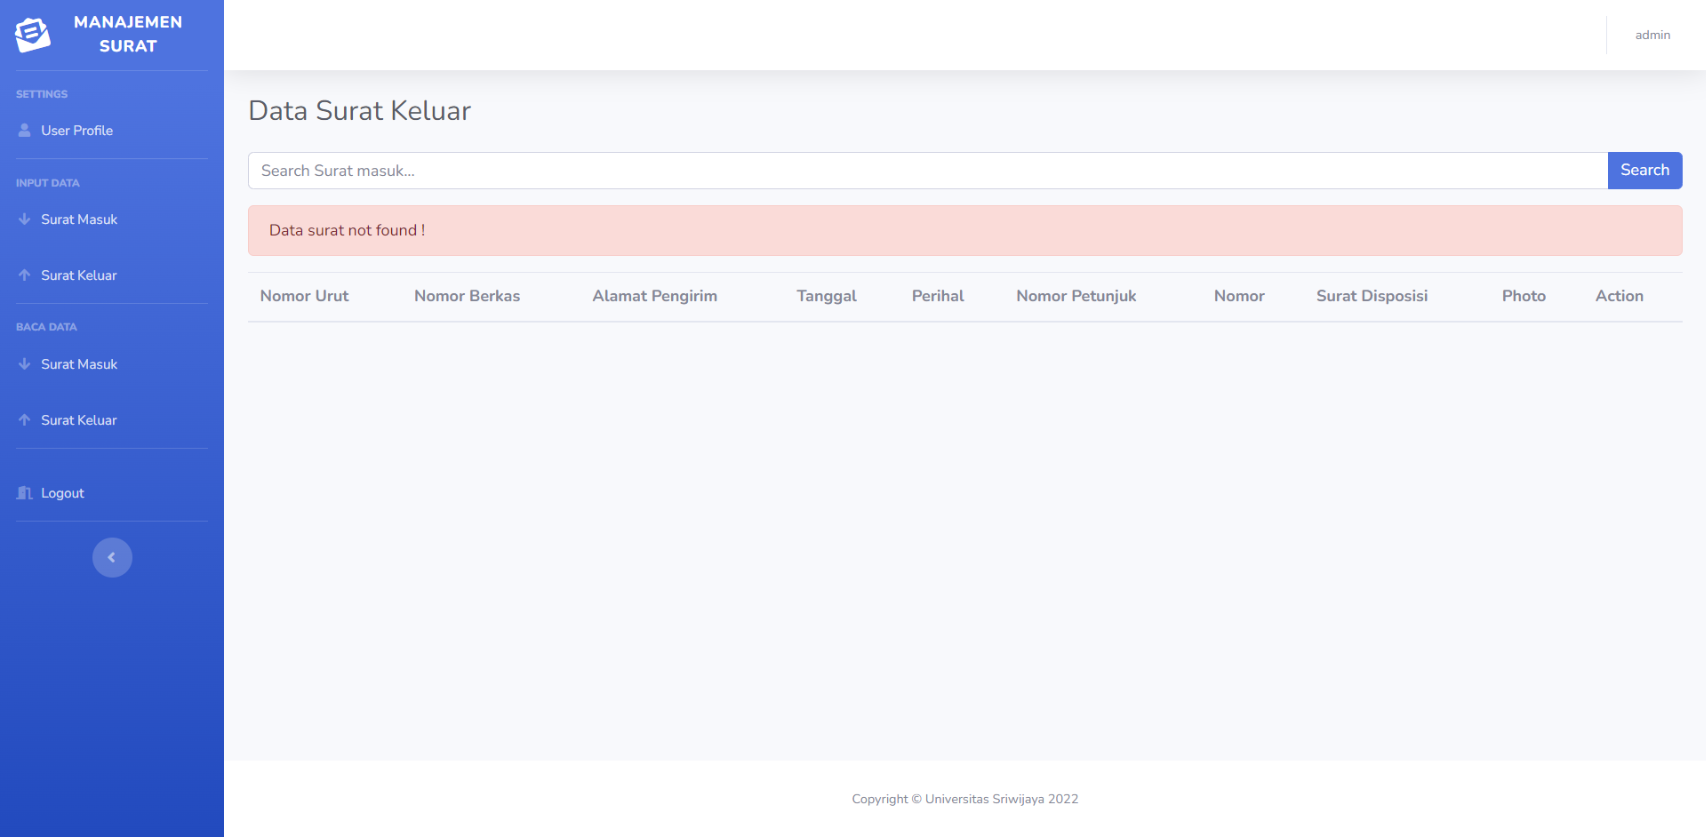 MANAJEMEN
SURAT
SETTINGS
User Profile
INPUT DATA
Surat Masuk
Surat Keluar
BACA DATA
Surat Masuk
Surat Keluar
Logout
admin
Data Surat Keluar
Search Surat masuk...
Search
Data surat not found !
Nomor Urut Nomor Berkas Alamat Pengirim Tanggal Perihal Nomor Petunjuk Nomor Surat Disposisi Photo Action
Copyright © Universitas Sriwijaya 2022